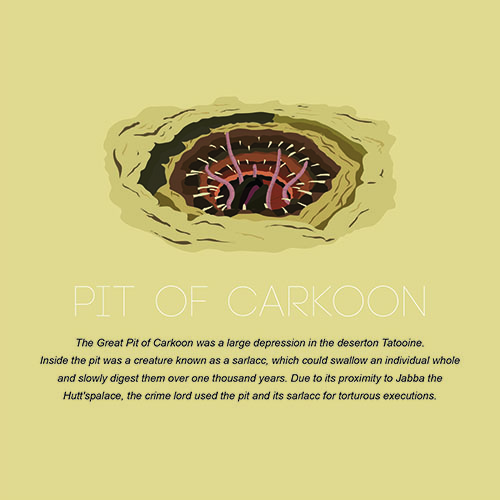 PIT OF CARKOON
The Great Pit of Carkoon was a large depression in the deserton Tatooine.
Inside the pit was a creature known as a sarlacc, which could swallow an individual whole
and slowly digest them over one thousand years. Due to its proximity to Jabba the
Hutt'spalace, the crime lord used the pit and its sarlacc for torturous executions.